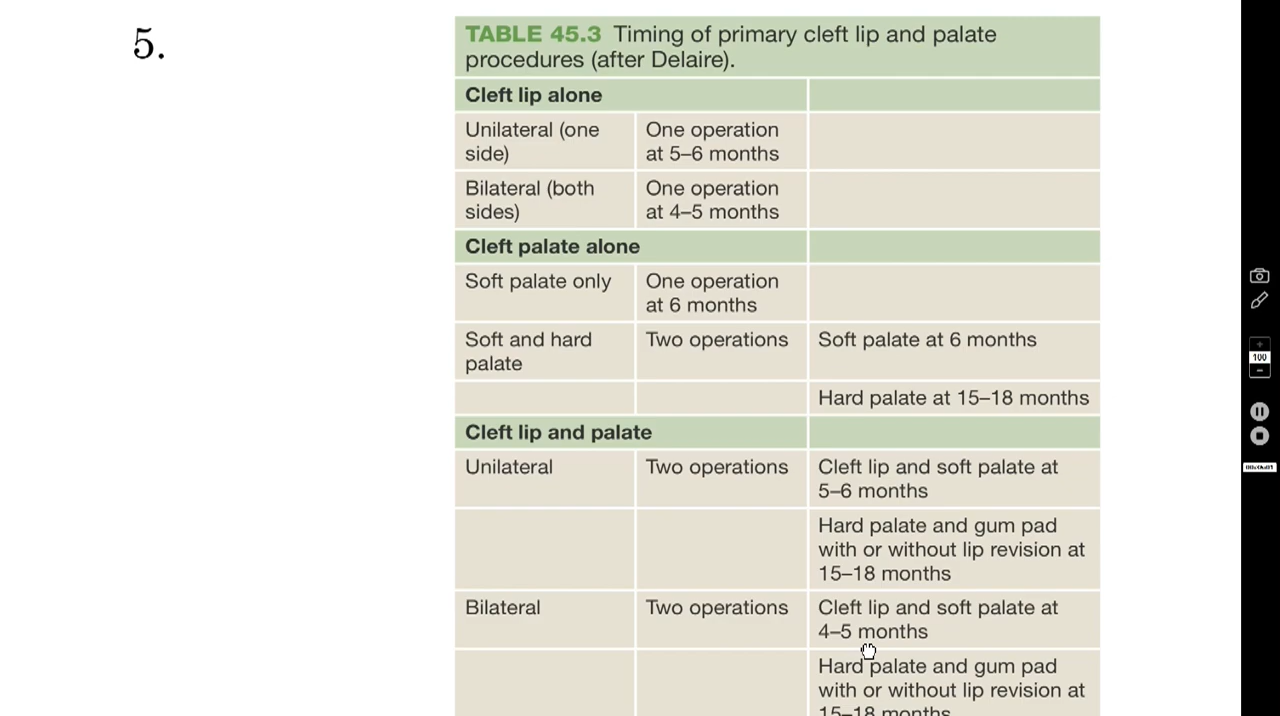 5.
TABLE 45.3 Timing of primary cleft lip and palate
procedures (after Delaire).
Cleft lip alone
Unilateral (one
side)
One operation
at 5–6 months
Bilateral (both
sides)
One operation
at 4–5 months
Cleft palate alone
Soft palate only
One operation
at 6 months
Soft and hard
palate
Two operations
Soft palate at 6 months
Hard palate at 15–18 months
Cleft lip and palate
Unilateral
Two operations
Cleft lip and soft palate at
5–6 months
Hard palate and gum pad
with or without lip revision at
15–18 months
Bilateral
Two operations
Cleft lip and soft palate at
4–5 months
Hard palate and gum pad
with or without lip revision at
15–18 months
100